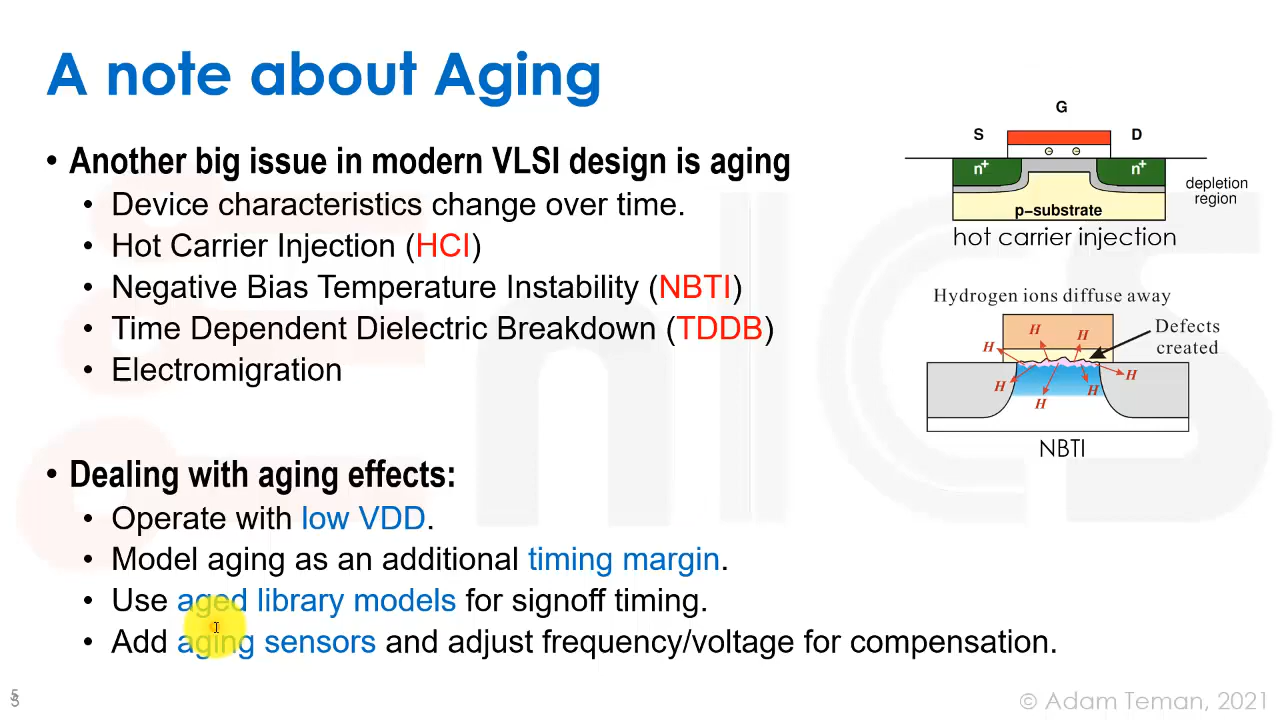 A note about Aging
• Another big issue in modern VLSI design is aging
• Device characteristics change over time.
• Hot Carrier Injection (HCI)
• Negative Bias Temperature Instability (NBTI)
• Time Dependent Dielectric Breakdown (TDDB)
• Electromigration
• Dealing with aging effects:
• Operate with low VDD.
• Model aging as an additional timing margin.
• Use aged library models for signoff timing.
• Add aging sensors and adjust frequency/voltage for compensation.
G
S
D
n+
n+
depletion
region
p-substrate
hot carrier injection
Hydrogen ions diffuse away
Defects
created
H
H
H
H
H
H
H
NBTI
© Adam Teman, 2021